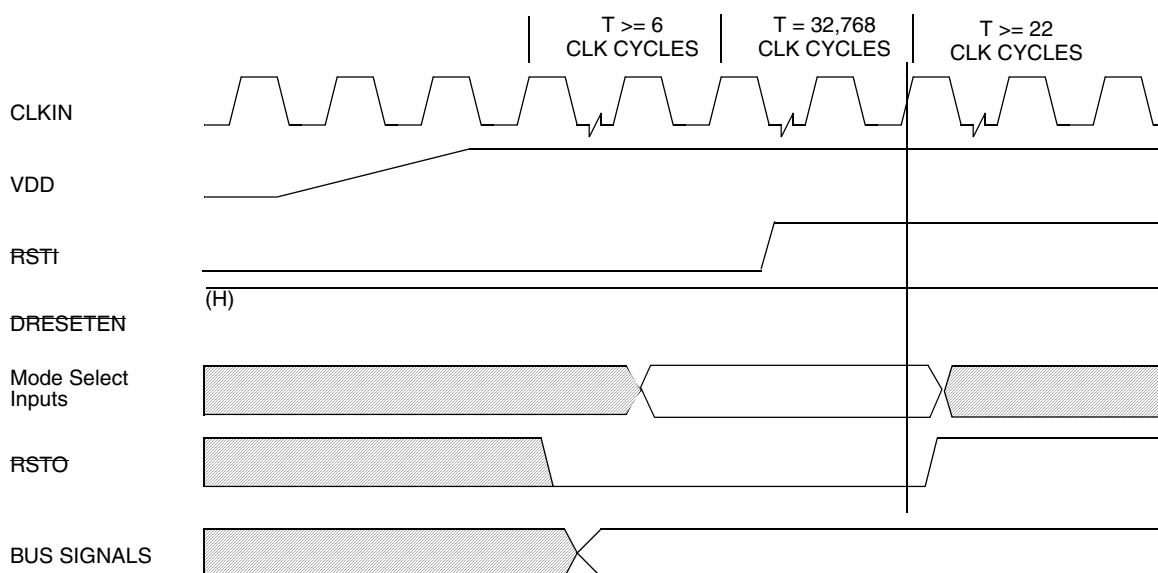 T >= 6
CLK CYCLES
T = 32,768
CLK CYCLES
T >= 22
CLK CYCLES
CLKIN
VDD
RSTI
(H)
DRESETEN
Mode Select
Inputs
RSTO
BUS SIGNALS